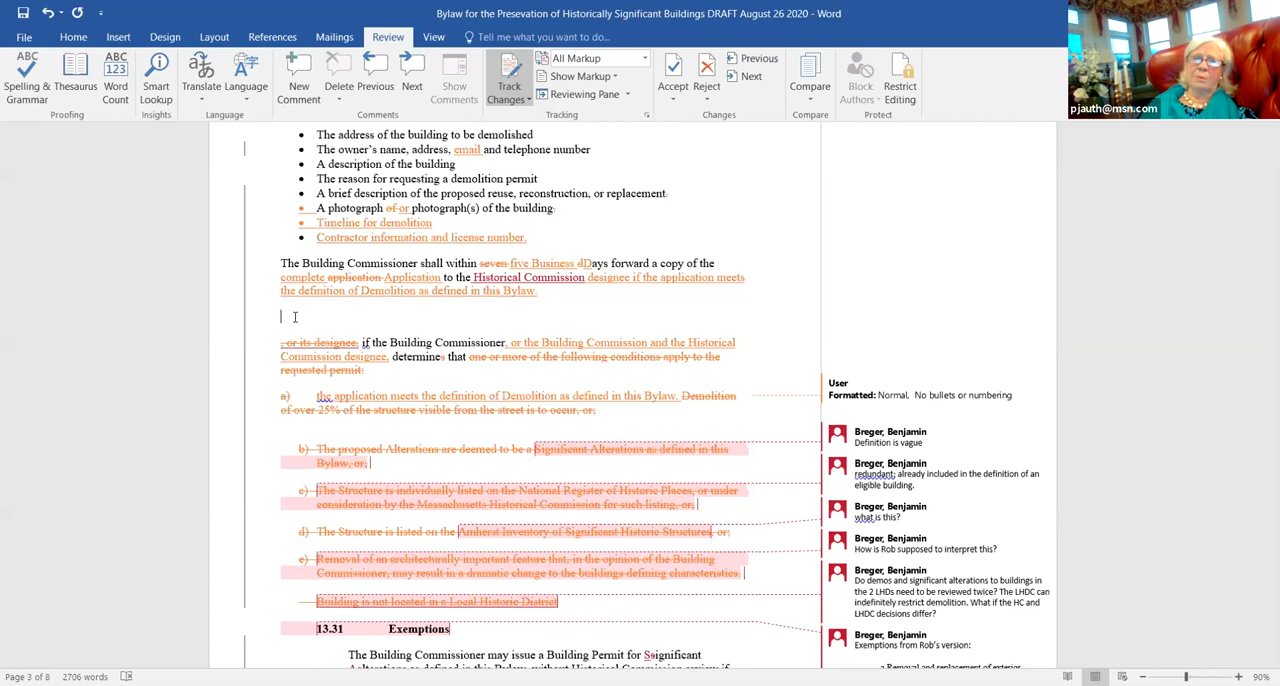 Bylaw for the Presevation of Historically Significant Buildings DRAFT August 26 2020 - Word
File Home Insert Design Layout References Mailings Review View Tell me what you want to do...
ABC ABC 123
Spelling & Grammar Thesaurus Word Count Smart Lookup Translate Language New Comment Delete Previous Next Show Comments Track Changes All Markup Show Markup Reviewing Pane Accept Reject Previous Next Compare Block Authors Restrict Editing
Proofing Insights Language Comments Tracking Changes Compare Protect
pjauth@msn.com
• The address of the building to be demolished
• The owner's name, address, email and telephone number
• A description of the building
• The reason for requesting a demolition permit
• A brief description of the proposed reuse, reconstruction, or replacement.
• A photograph of or photograph(s) of the building.
• Timeline for demolition
• Contractor information and license number.
The Building Commissioner shall within seven five Business dDays forward a copy of the
complete application Application to the Historical Commission designee if the application meets
the definition of Demolition as defined in this Bylaw.
, or its designee, if the Building Commissioner, or the Building Commission and the Historical
Commission designee, determines that one or more of the following conditions apply to the
requested permit:
a) the application meets the definition of Demolition as defined in this Bylaw. Demolition
of over 25% of the structure visible from the street is to occur, or;
b) The proposed Alterations are deemed to be a Significant Alterations as defined in this
Bylaw, or;
c) The Structure is individually listed on the National Register of Historic Places, or under
consideration by the Massachusetts Historical Commission for such listing, or,
d) The Structure is listed on the Amherst Inventory of Significant Historic Structures, or;
e) Removal of an architecturally important feature that, in the opinion of the Building
Commissioner, may result in a dramatic change to the buildings defining characteristics.
Building is not located in a Local Historic District
13.31 Exemptions
The Building Commissioner may issue a Building Permit for Ssignificant
Aalterations as defined in this Bylaw, without Historical Commission review if
User
Formatted: Normal, No bullets or numbering
Breger, Benjamin
Definition is vague
Breger, Benjamin
redundant; already included in the definition of an
eligible building.
Breger, Benjamin
what is this?
Breger, Benjamin
How is Rob supposed to interpret this?
Breger, Benjamin
Do demos and significant alterations to buildings in
the 2 LHDs need to be reviewed twice? The LHDC can
indefinitely restrict demolition. What if the HC and
LHDC decisions differ?
Breger, Benjamin
Exemptions from Rob's version:
a Removal and replacement of exterior
Page 3 of 8 2706 words 90%